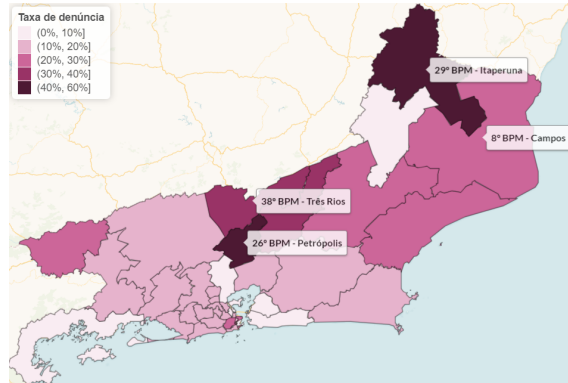 Taxa de denúncia
(0%, 10%]
(10%, 20%]
(20%, 30%]
(30%, 40%]
(40%, 60%]
29º BPM - Itaperuna
8º BPM - Campos
38º BPM - Três Rios
26º BPM - Petrópolis